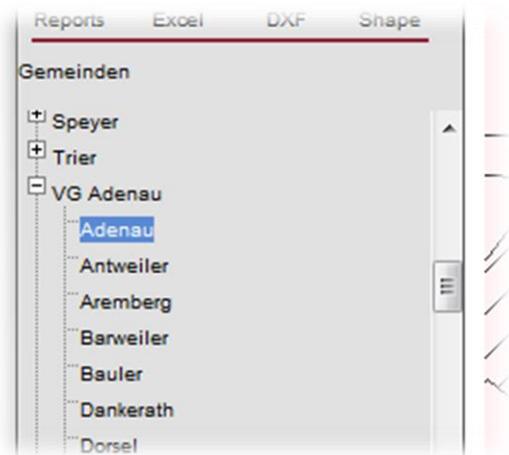 Reports Excel DXF Shape
Gemeinden
Speyer
Trier
VG Adenau
Adenau
Antweiler
Aremberg
Barweiler
Bauler
Dankerath
Dorsel